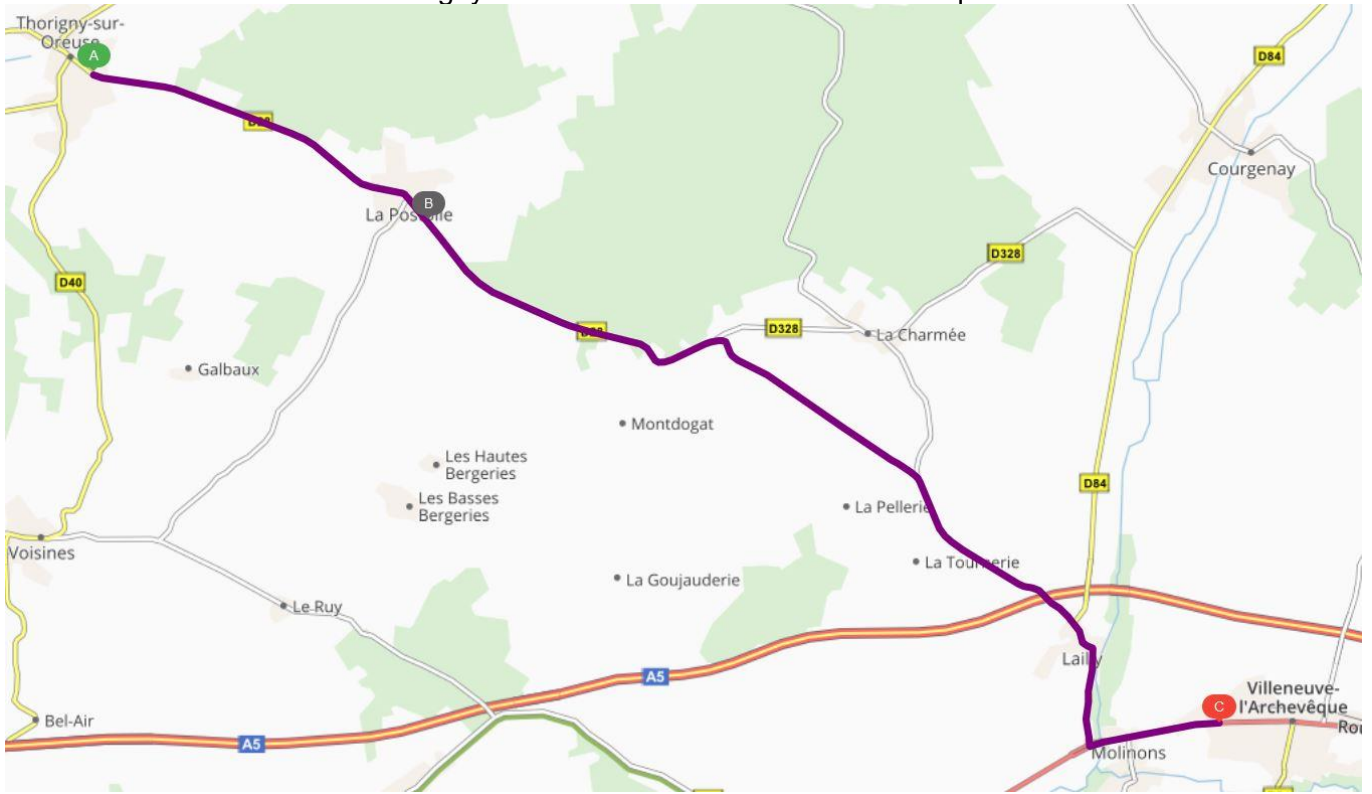 Thorigny-sur-
Oreuse
A
D84
D28
Courgenay
B
La Postolle
D328
D40
D328
La Charmée
Galbaux
Montdogat
Les Hautes
Bergeries
D84
Les Basses
Bergeries
La Pellerie
Voisines
La Tournerie
La Goujauderie
Le Ruy
Lailly
A5
Villeneuve-
l'Archevêque
C
Bel-Air
Rou
A5
Molinons